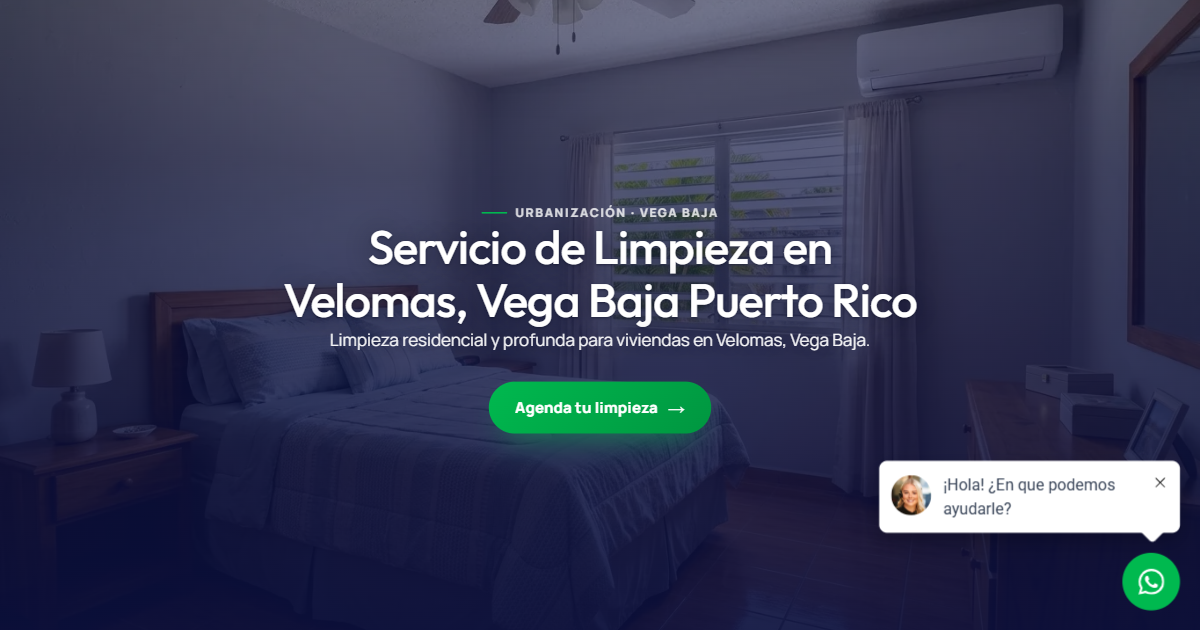 URBANIZACIÓN · VEGA BAJA
Servicio de Limpieza en
Velomas, Vega Baja Puerto Rico
Limpieza residencial y profunda para viviendas en Velomas, Vega Baja.
Agenda tu limpieza →
¡Hola! ¿En que podemos
ayudarle?